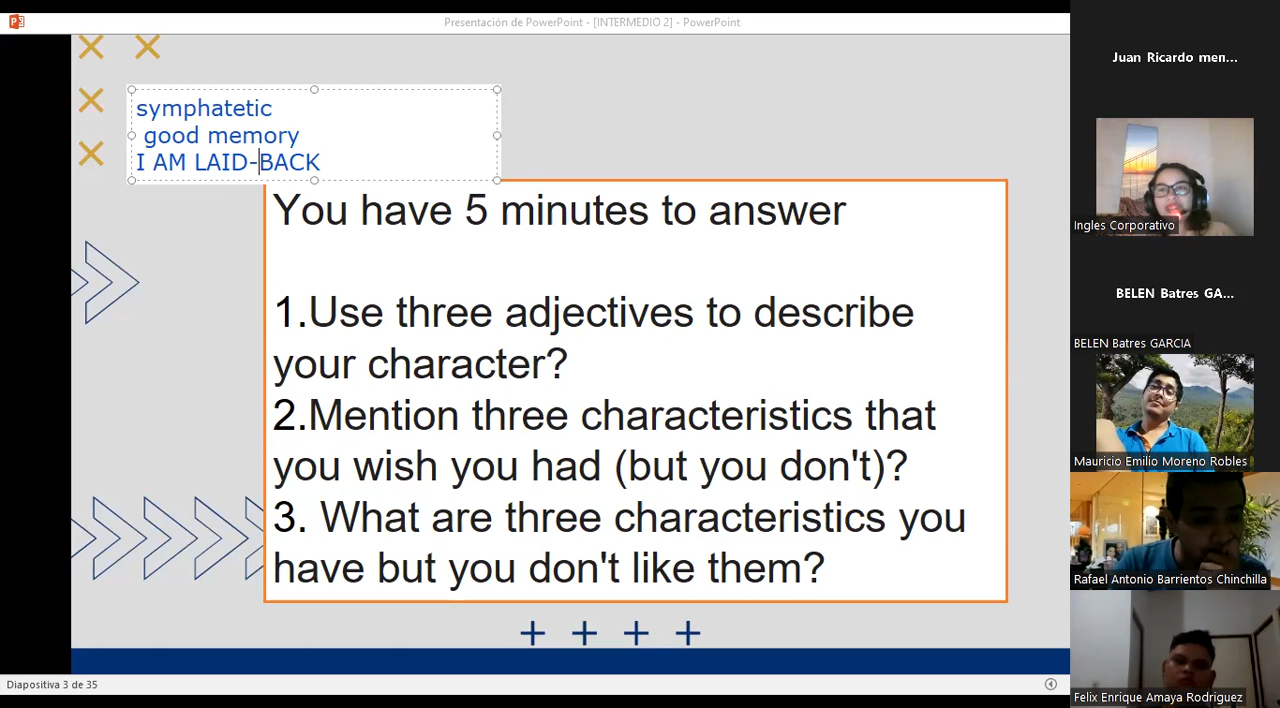 Presentación de PowerPoint - [INTERMEDIO 2] - PowerPoint
Juan Ricardo men...
symphatetic
good memory
I AM LAID-BACK
You have 5 minutes to answer
1.Use three adjectives to describe
your character?
2.Mention three characteristics that
you wish you had (but you don't)?
3. What are three characteristics you
have but you don't like them?
Ingles Corporativo
BELEN Batres GA...
BELEN Batres GARCIA
Mauricio Emilio Moreno Robles
Rafael Antonio Barrientos Chinchilla
Felix Enrique Amaya Rodriguez
Diapositiva 3 de 35